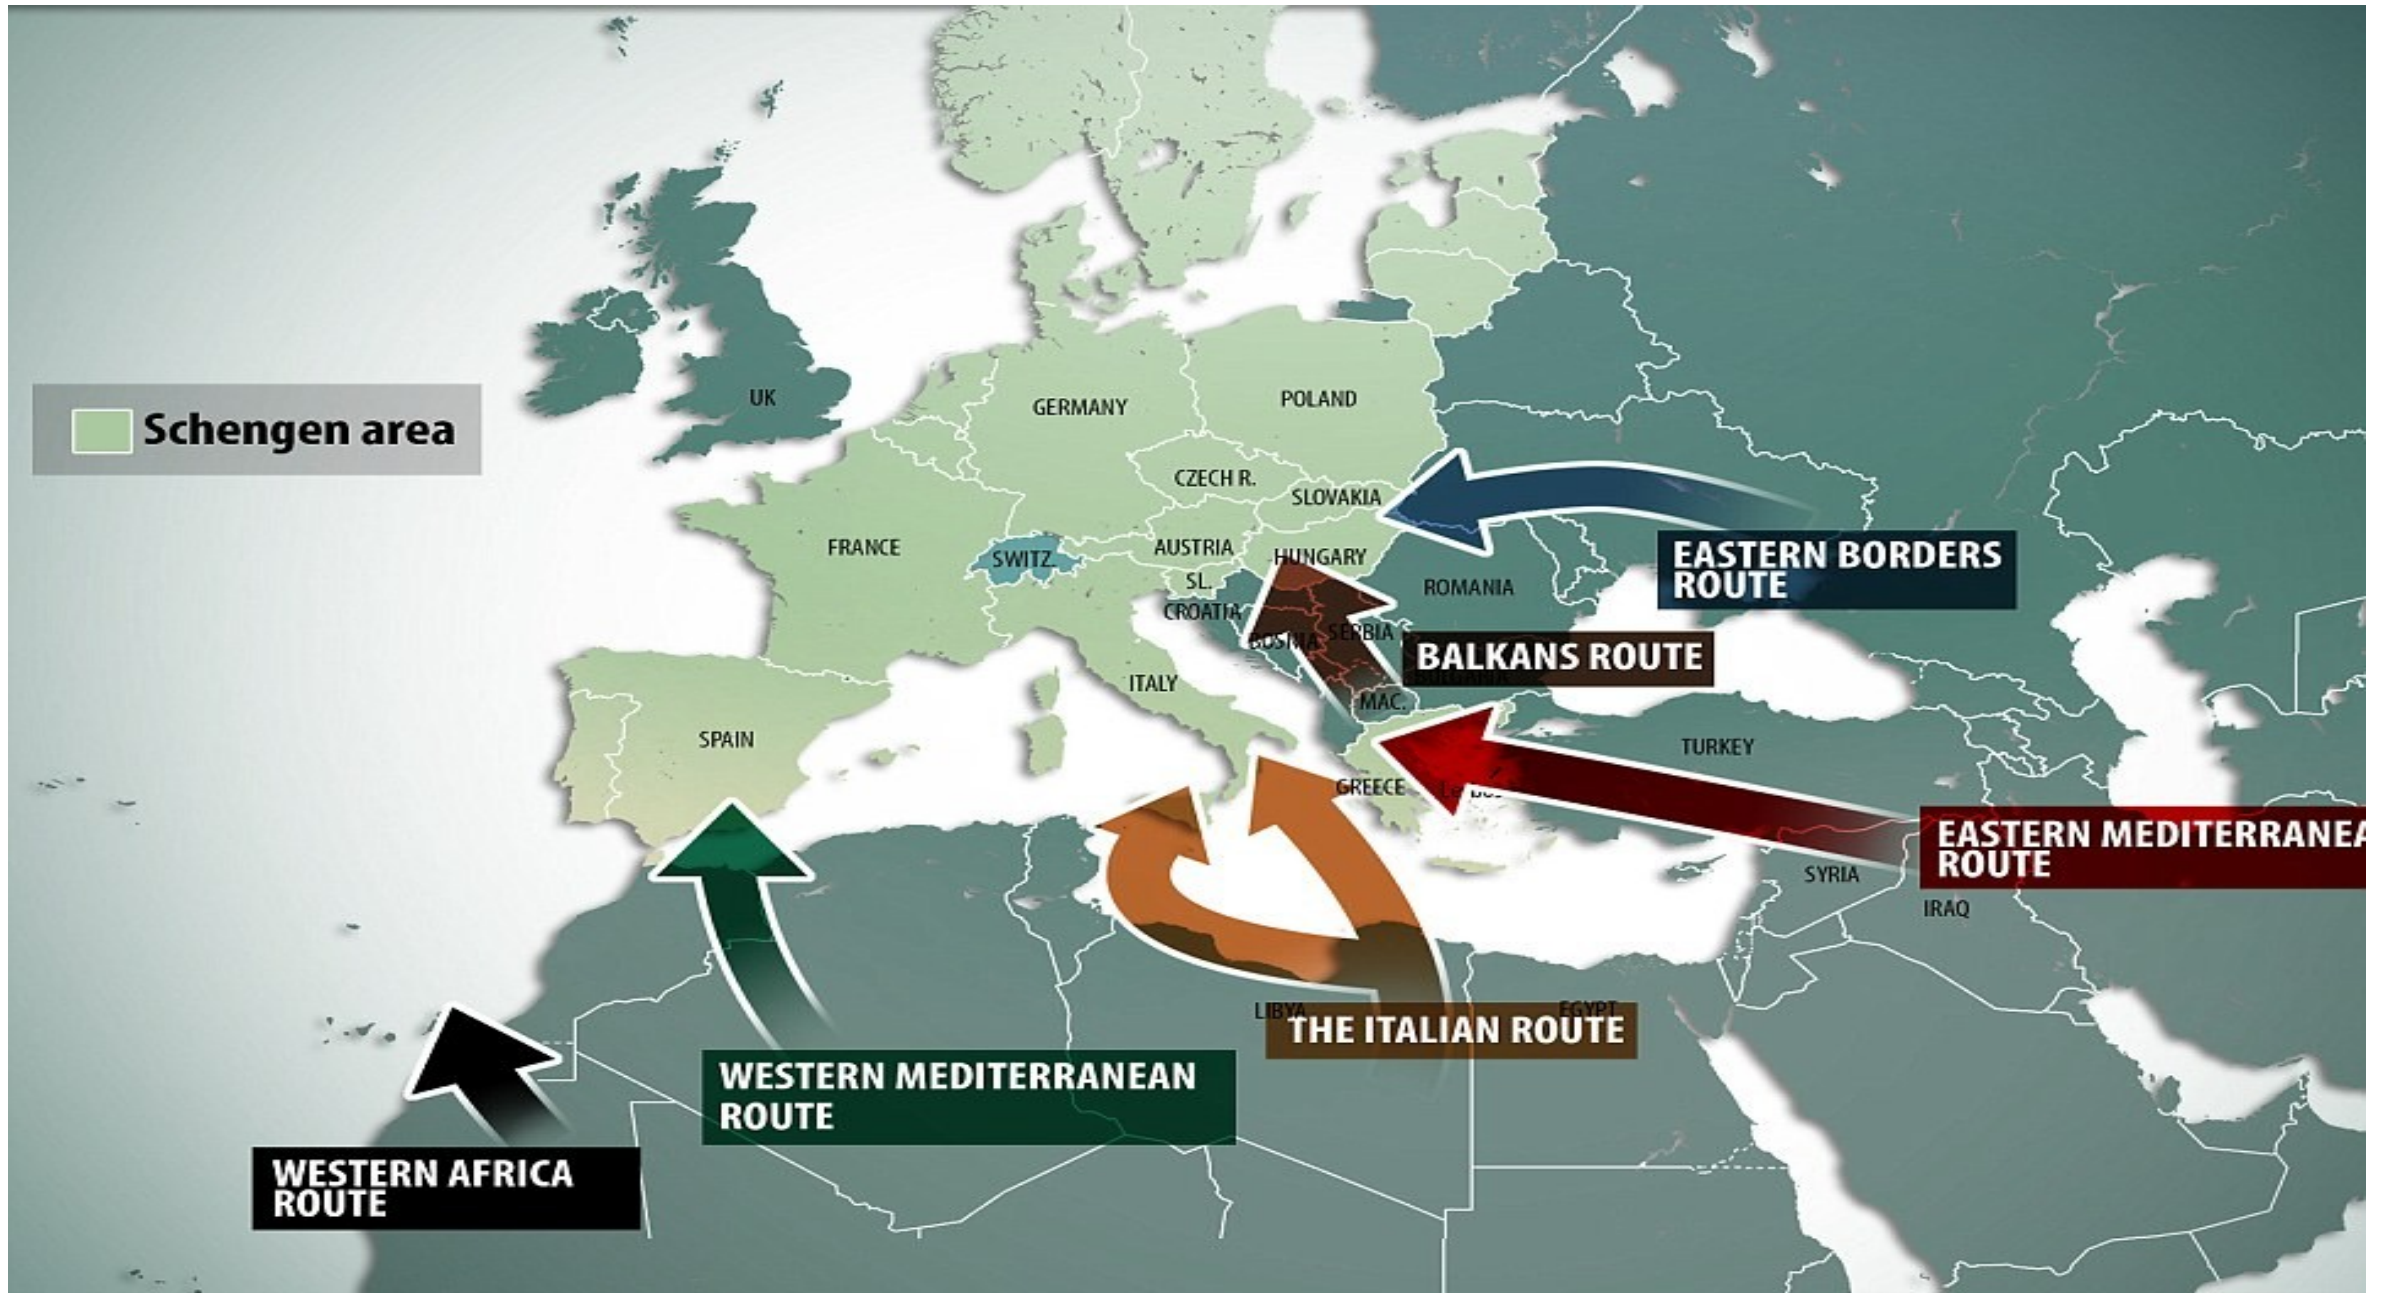 UK
Schengen area
GERMANY
POLAND
CZECH R.
SLOVAKIA
FRANCE
SWITZ.
AUSTRIA
HUNGARY
EASTERN BORDERS
ROUTE
SL.
ROMANIA
CROATIA
BOSNIA
SERBIA
BALKANS ROUTE
BULGARIA
ITALY
MAC.
SPAIN
TURKEY
GREECE
EASTERN MEDITERRANEA
ROUTE
SYRIA
IRAQ
LIBYA
EGYPT
THE ITALIAN ROUTE
WESTERN MEDITERRANEAN
ROUTE
WESTERN AFRICA
ROUTE